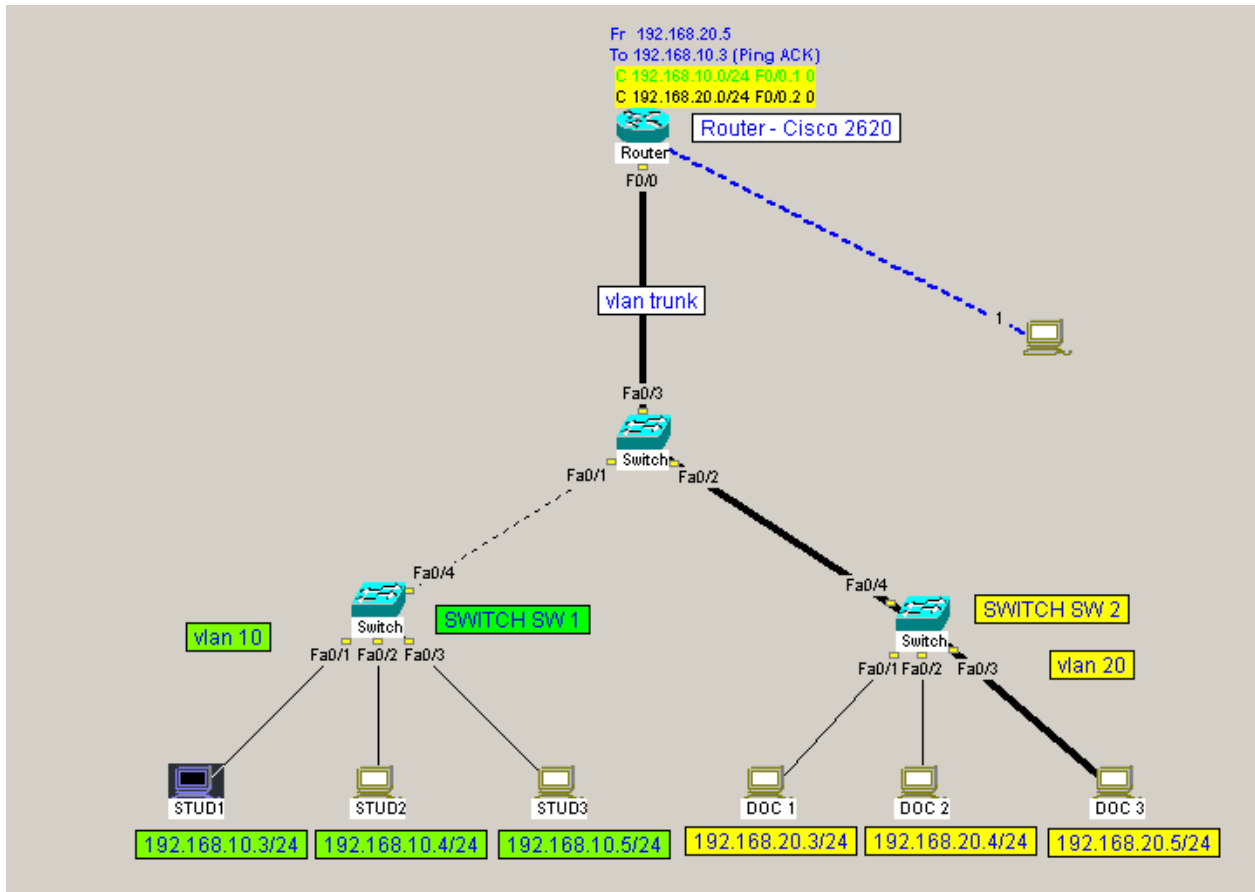 Fr 192.168.20.5
To 192.168.10.3 (Ping ACK)
C 192.168.10.0/24 F0/0.1 0
C 192.168.20.0/24 F0/0.2 0
Router - Cisco 2620
Router
F0/0
vlan trunk
1
Fa0/3
Switch
Fa0/1
Fa0/2
Fa0/4
Switch
SWITCH SW 1
vlan 10
Fa0/1 Fa0/2 Fa0/3
Fa0/4
SWITCH SW 2
Switch
vlan 20
Fa0/1 Fa0/2 Fa0/3
STUD1
STUD2
STUD3
DOC 1
DOC 2
DOC 3
192.168.10.3/24
192.168.10.4/24
192.168.10.5/24
192.168.20.3/24
192.168.20.4/24
192.168.20.5/24